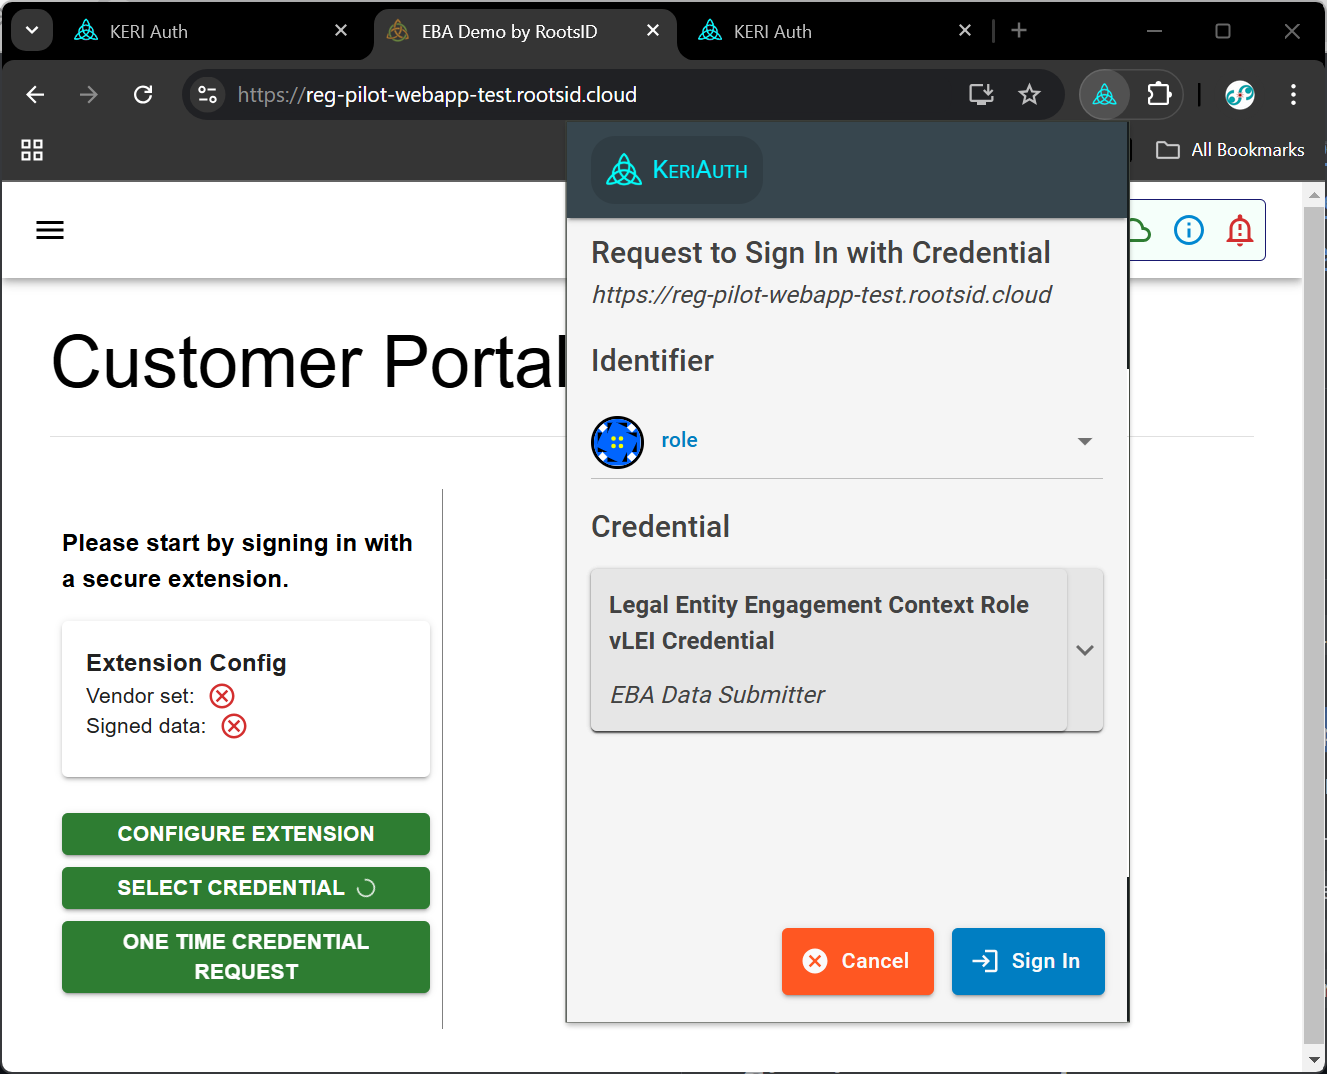 KERI Auth
EBA Demo by RootsID
KERI Auth
https://reg-pilot-webapp-test.rootsid.cloud
All Bookmarks
KERIAUTH
Request to Sign In with Credential
https://reg-pilot-webapp-test.rootsid.cloud
Customer Portal
Identifier
role
Please start by signing in with
a secure extension.
Extension Config
Vendor set:
Signed data:
CONFIGURE EXTENSION
SELECT CREDENTIAL
ONE TIME CREDENTIAL
REQUEST
Credential
Legal Entity Engagement Context Role
vLEI Credential
EBA Data Submitter
Cancel
Sign In